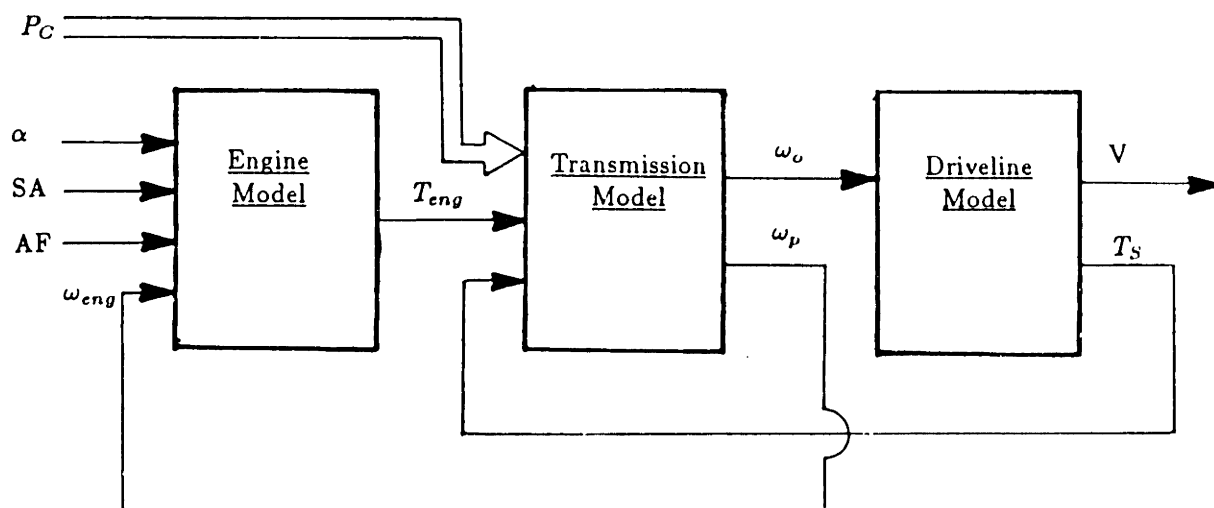 P_C
α
SA
AF
ω_eng
Engine
Model
T_eng
Transmission
Model
ω_o
ω_p
Driveline
Model
V
T_S